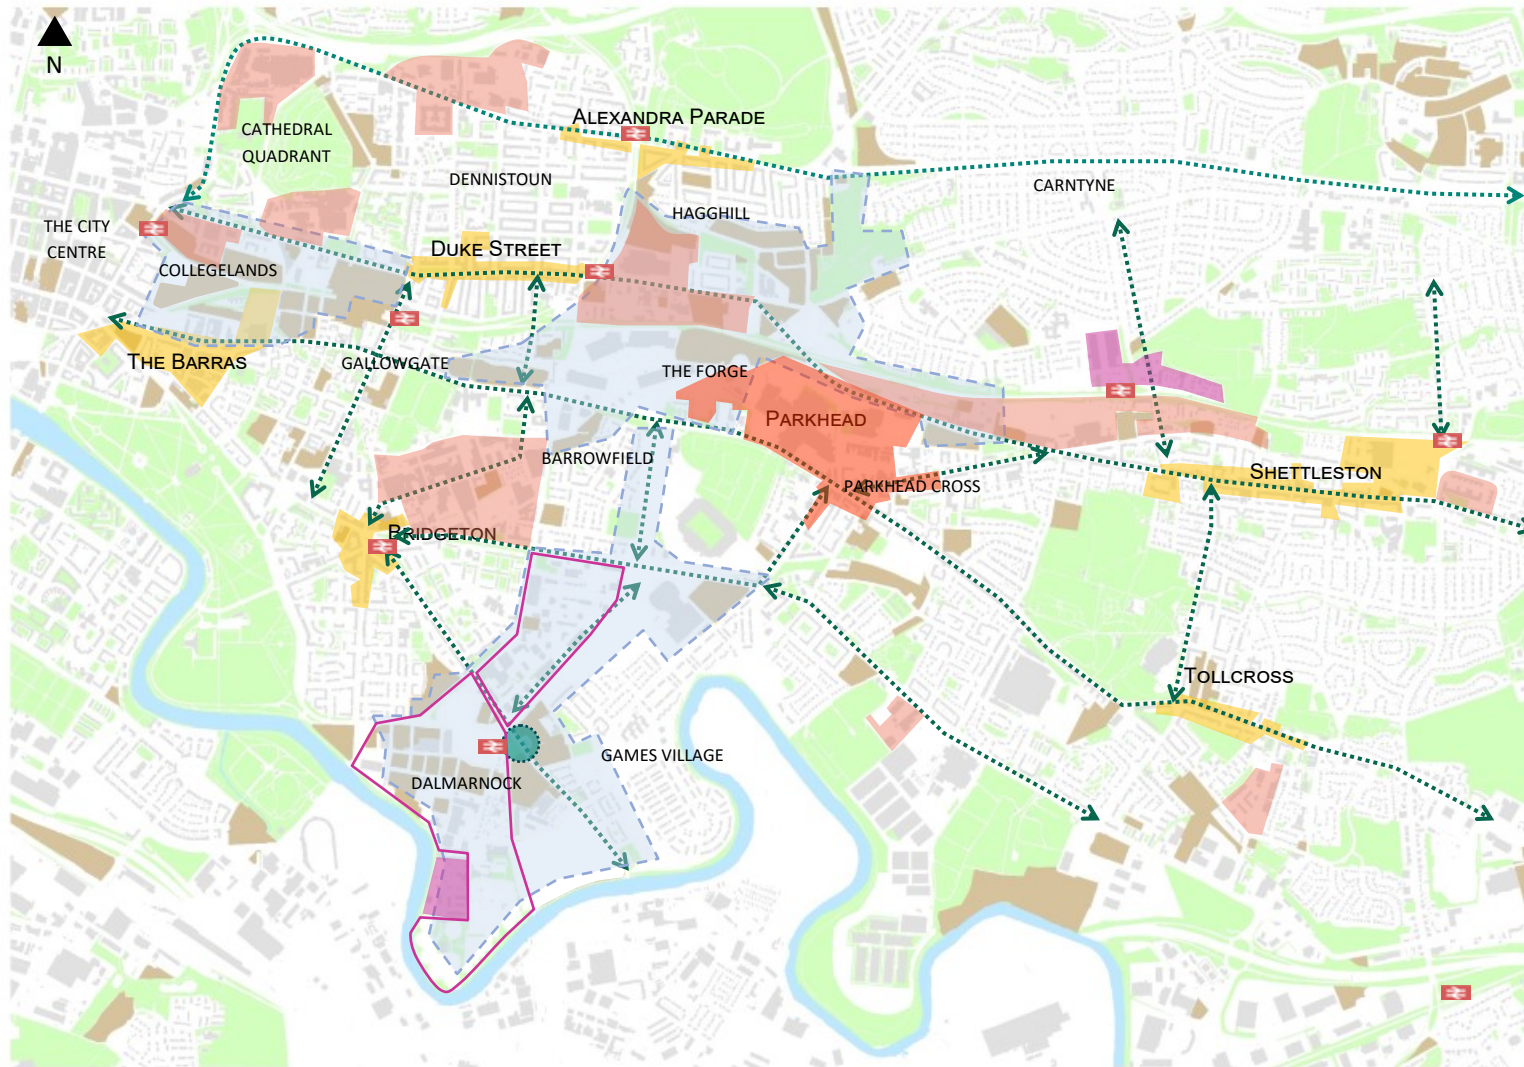 N
ALEXANDRA PARADE
CATHEDRAL
QUADRANT
DENNISTOUN
CARNTYNE
HAGGHILL
THE CITY
CENTRE
DUKE STREET
COLLEGELANDS
THE BARRAS
GALLOWGATE
THE FORGE
PARKHEAD
BARROWFIELD
SHETTLESTON
PARKHEAD CROSS
BRIDGETON
TOLLCROSS
GAMES VILLAGE
DALMARNOCK